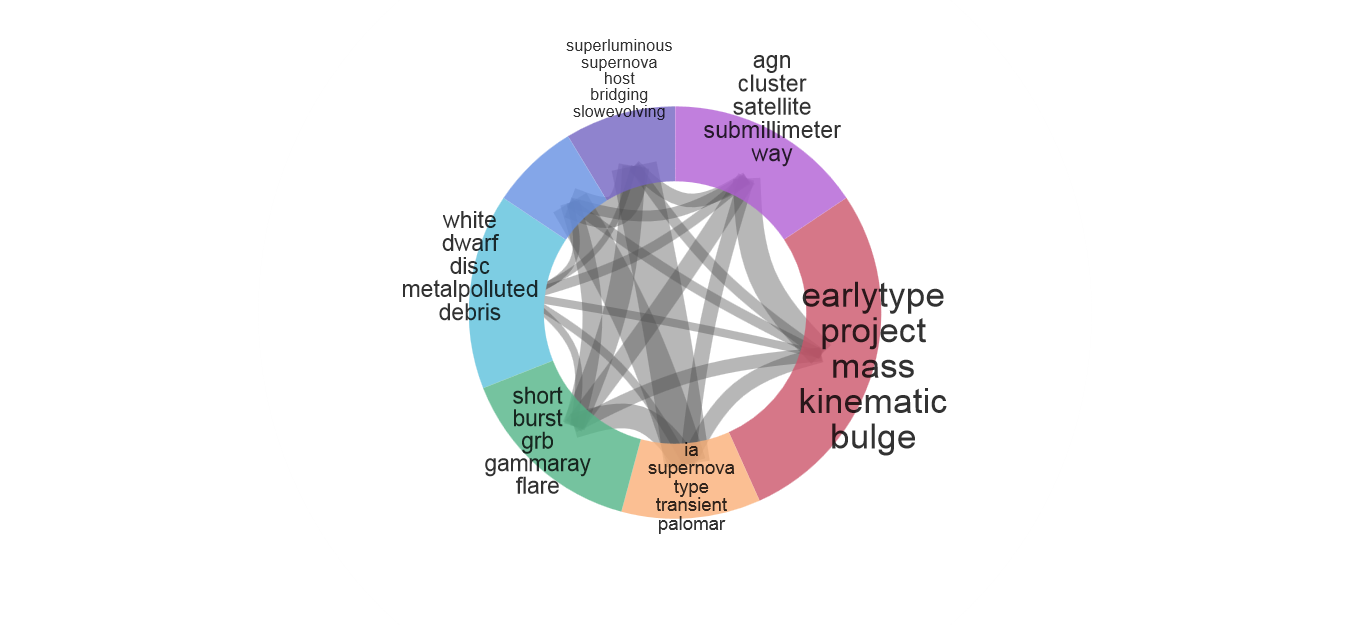 superluminous
supernova
host
bridging
slowevolving
agn
cluster
satellite
submillimeter
way
white
dwarf
disc
metalpolluted
debris
earlytype
project
mass
kinematic
bulge
short
burst
grb
gammaray
flare
ia
supernova
type
transient
palomar